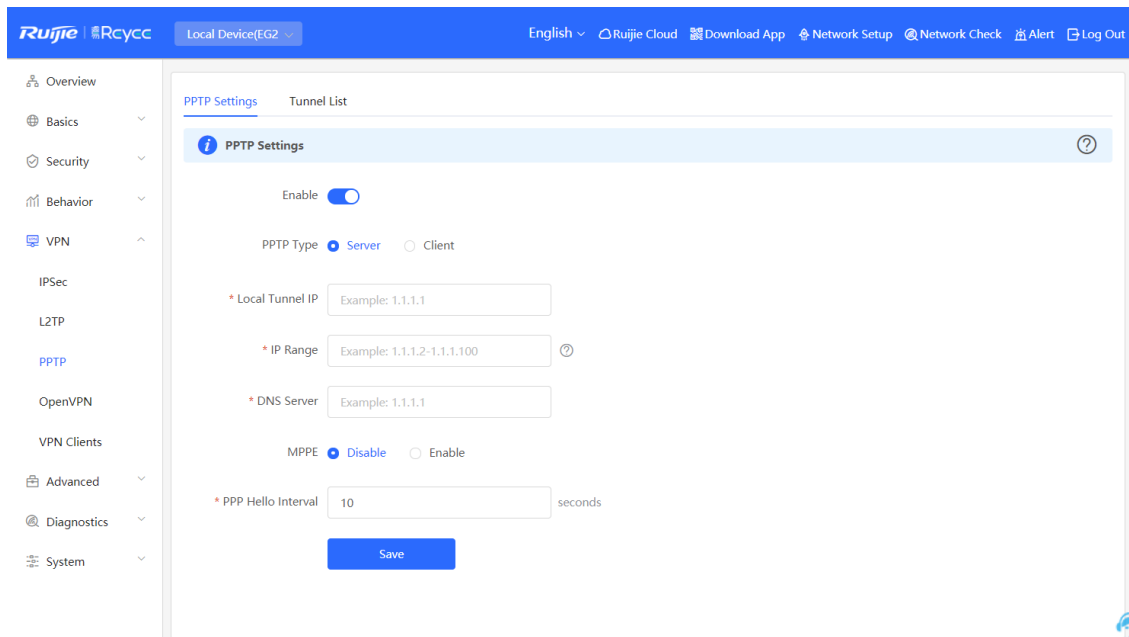 Ruijie Rcycc Local Device(EG2 English Ruijie Cloud Download App Network Setup Network Check Alert Log Out
Overview
Basics
Security
Behavior
VPN
IPSec
L2TP
PPTP
OpenVPN
VPN Clients
Advanced
Diagnostics
System
PPTP Settings Tunnel List
i PPTP Settings ?
Enable
PPTP Type Server Client
* Local Tunnel IP Example: 1.1.1.1
* IP Range Example: 1.1.1.2-1.1.1.100 ?
* DNS Server Example: 1.1.1.1
MPPE Disable Enable
* PPP Hello Interval 10 seconds
Save